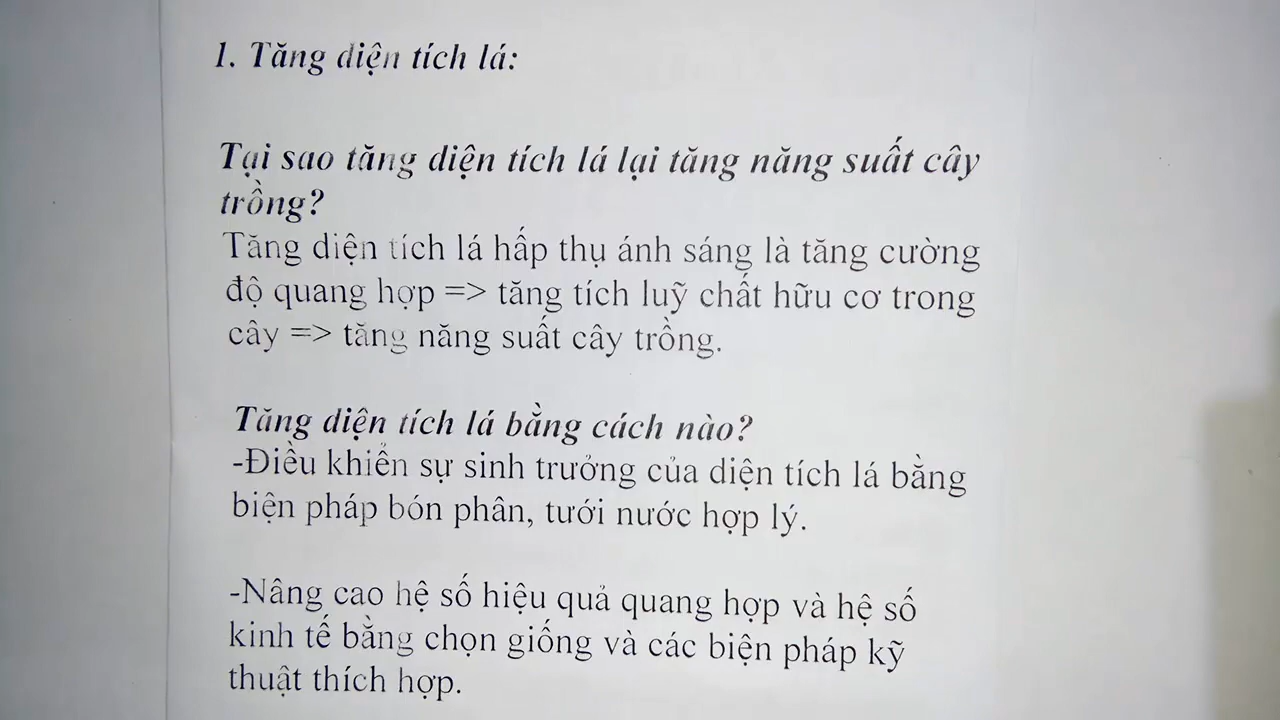 1. Tăng diện tích lá:
Tại sao tăng diện tích lá lại tăng năng suất cây
trồng?
Tăng diện tích lá hấp thụ ánh sáng là tăng cường
độ quang hợp => tăng tích luỹ chất hữu cơ trong
cây => tăng năng suất cây trồng.
Tăng diện tích lá bằng cách nào?
-Điều khiển sự sinh trưởng của diện tích lá bằng
biện pháp bón phân, tưới nước hợp lý.
-Nâng cao hệ số hiệu quả quang hợp và hệ số
kinh tế bằng chọn giống và các biện pháp kỹ
thuật thích hợp.